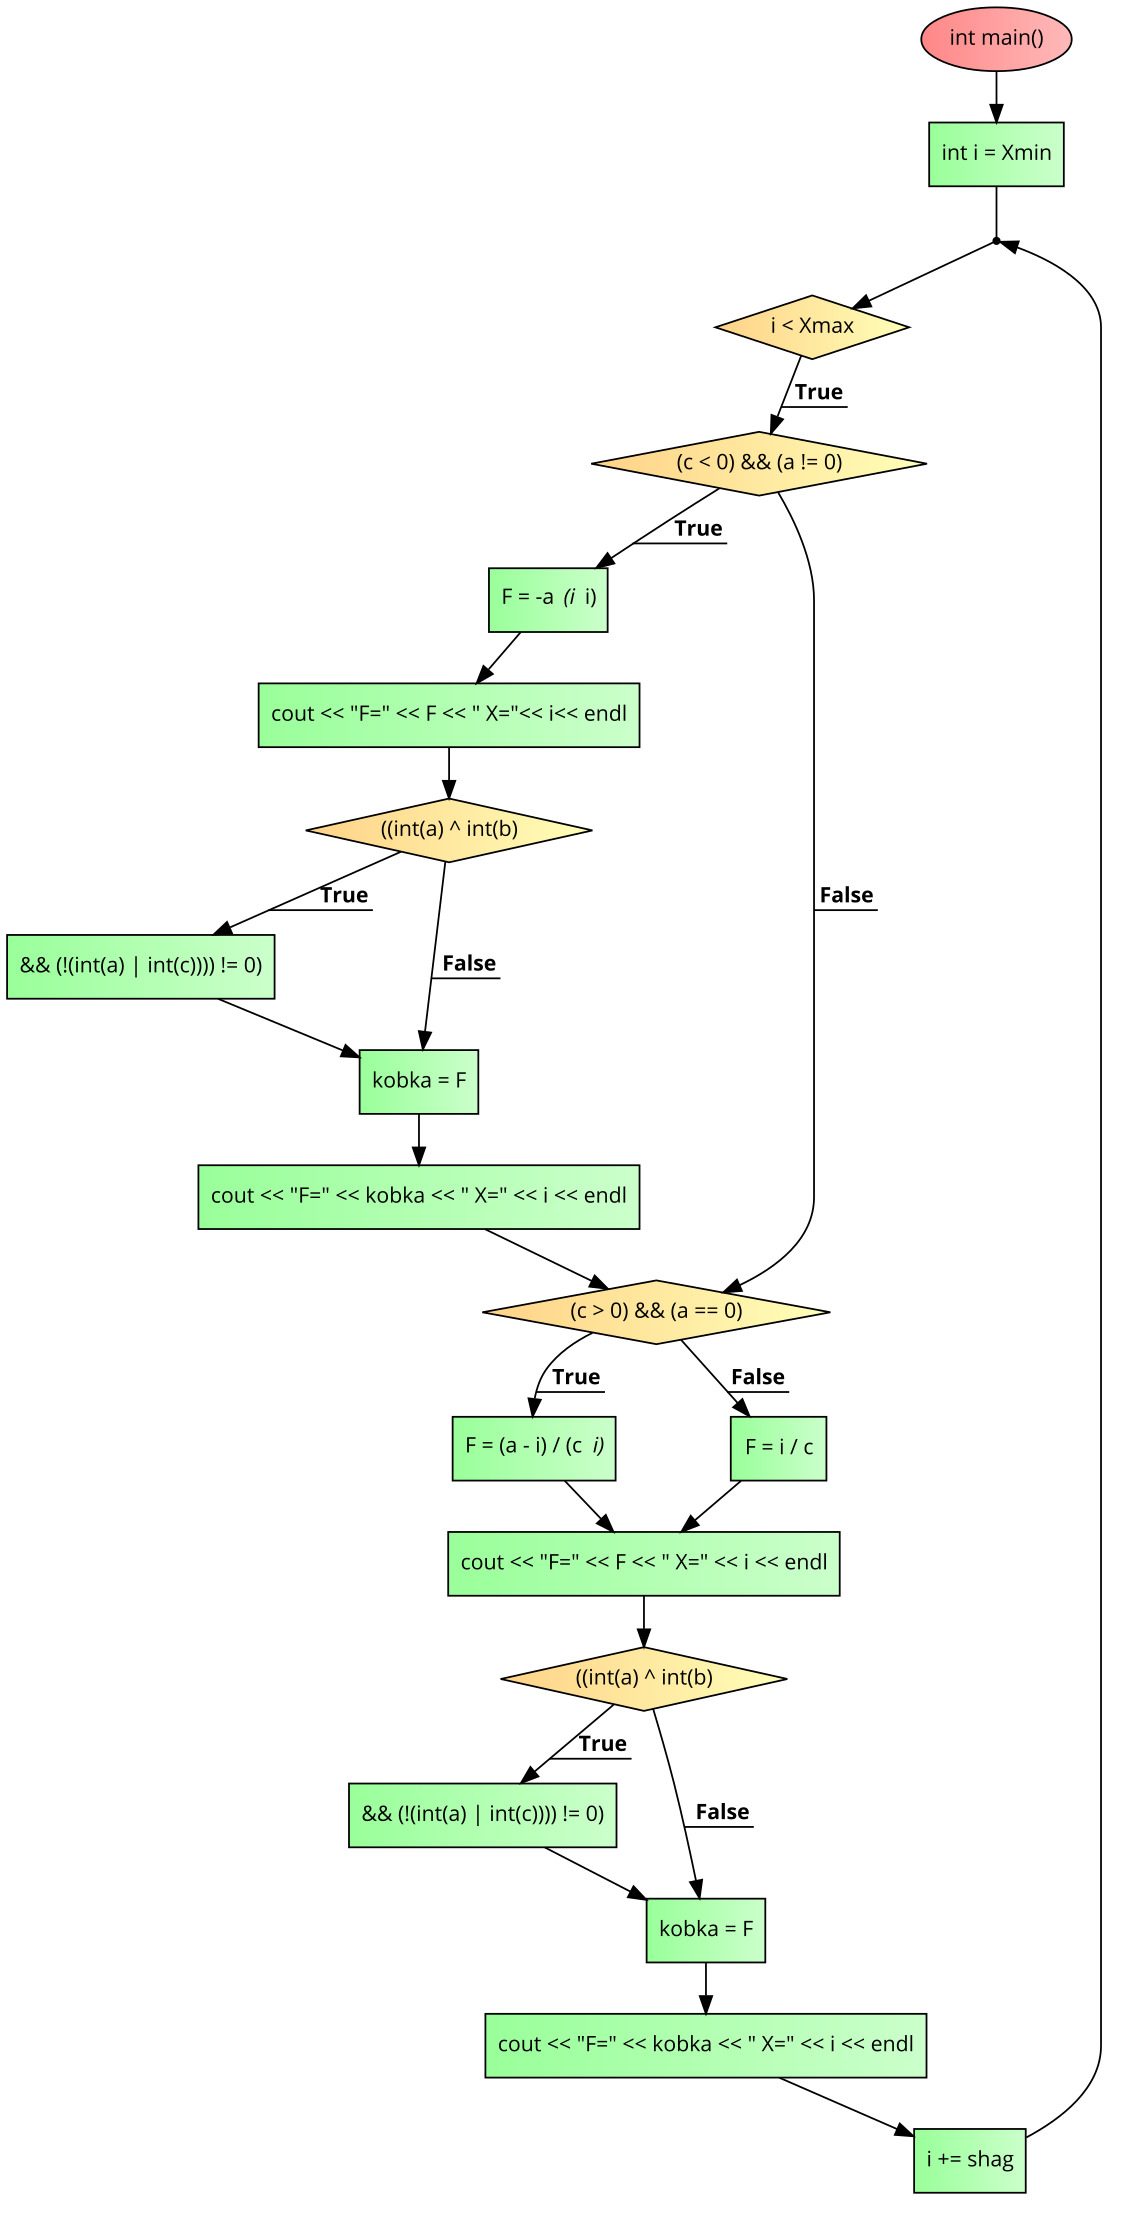 int main()
int i = Xmin
i < Xmax
True
(c < 0) && (a != 0)
True
F = -a (i i)
cout << "F=" << F << " X="<< i<< endl
((int(a) ^ int(b)
True
False
&& (!(int(a) | int(c)))) != 0)
False
kobka = F
cout << "F=" << kobka << " X=" << i << endl
(c > 0) && (a == 0)
True
False
F = (a - i) / (c i)
F = i / c
cout << "F=" << F << " X=" << i << endl
((int(a) ^ int(b)
True
&& (!(int(a) | int(c)))) != 0)
False
kobka = F
cout << "F=" << kobka << " X=" << i << endl
i += shag